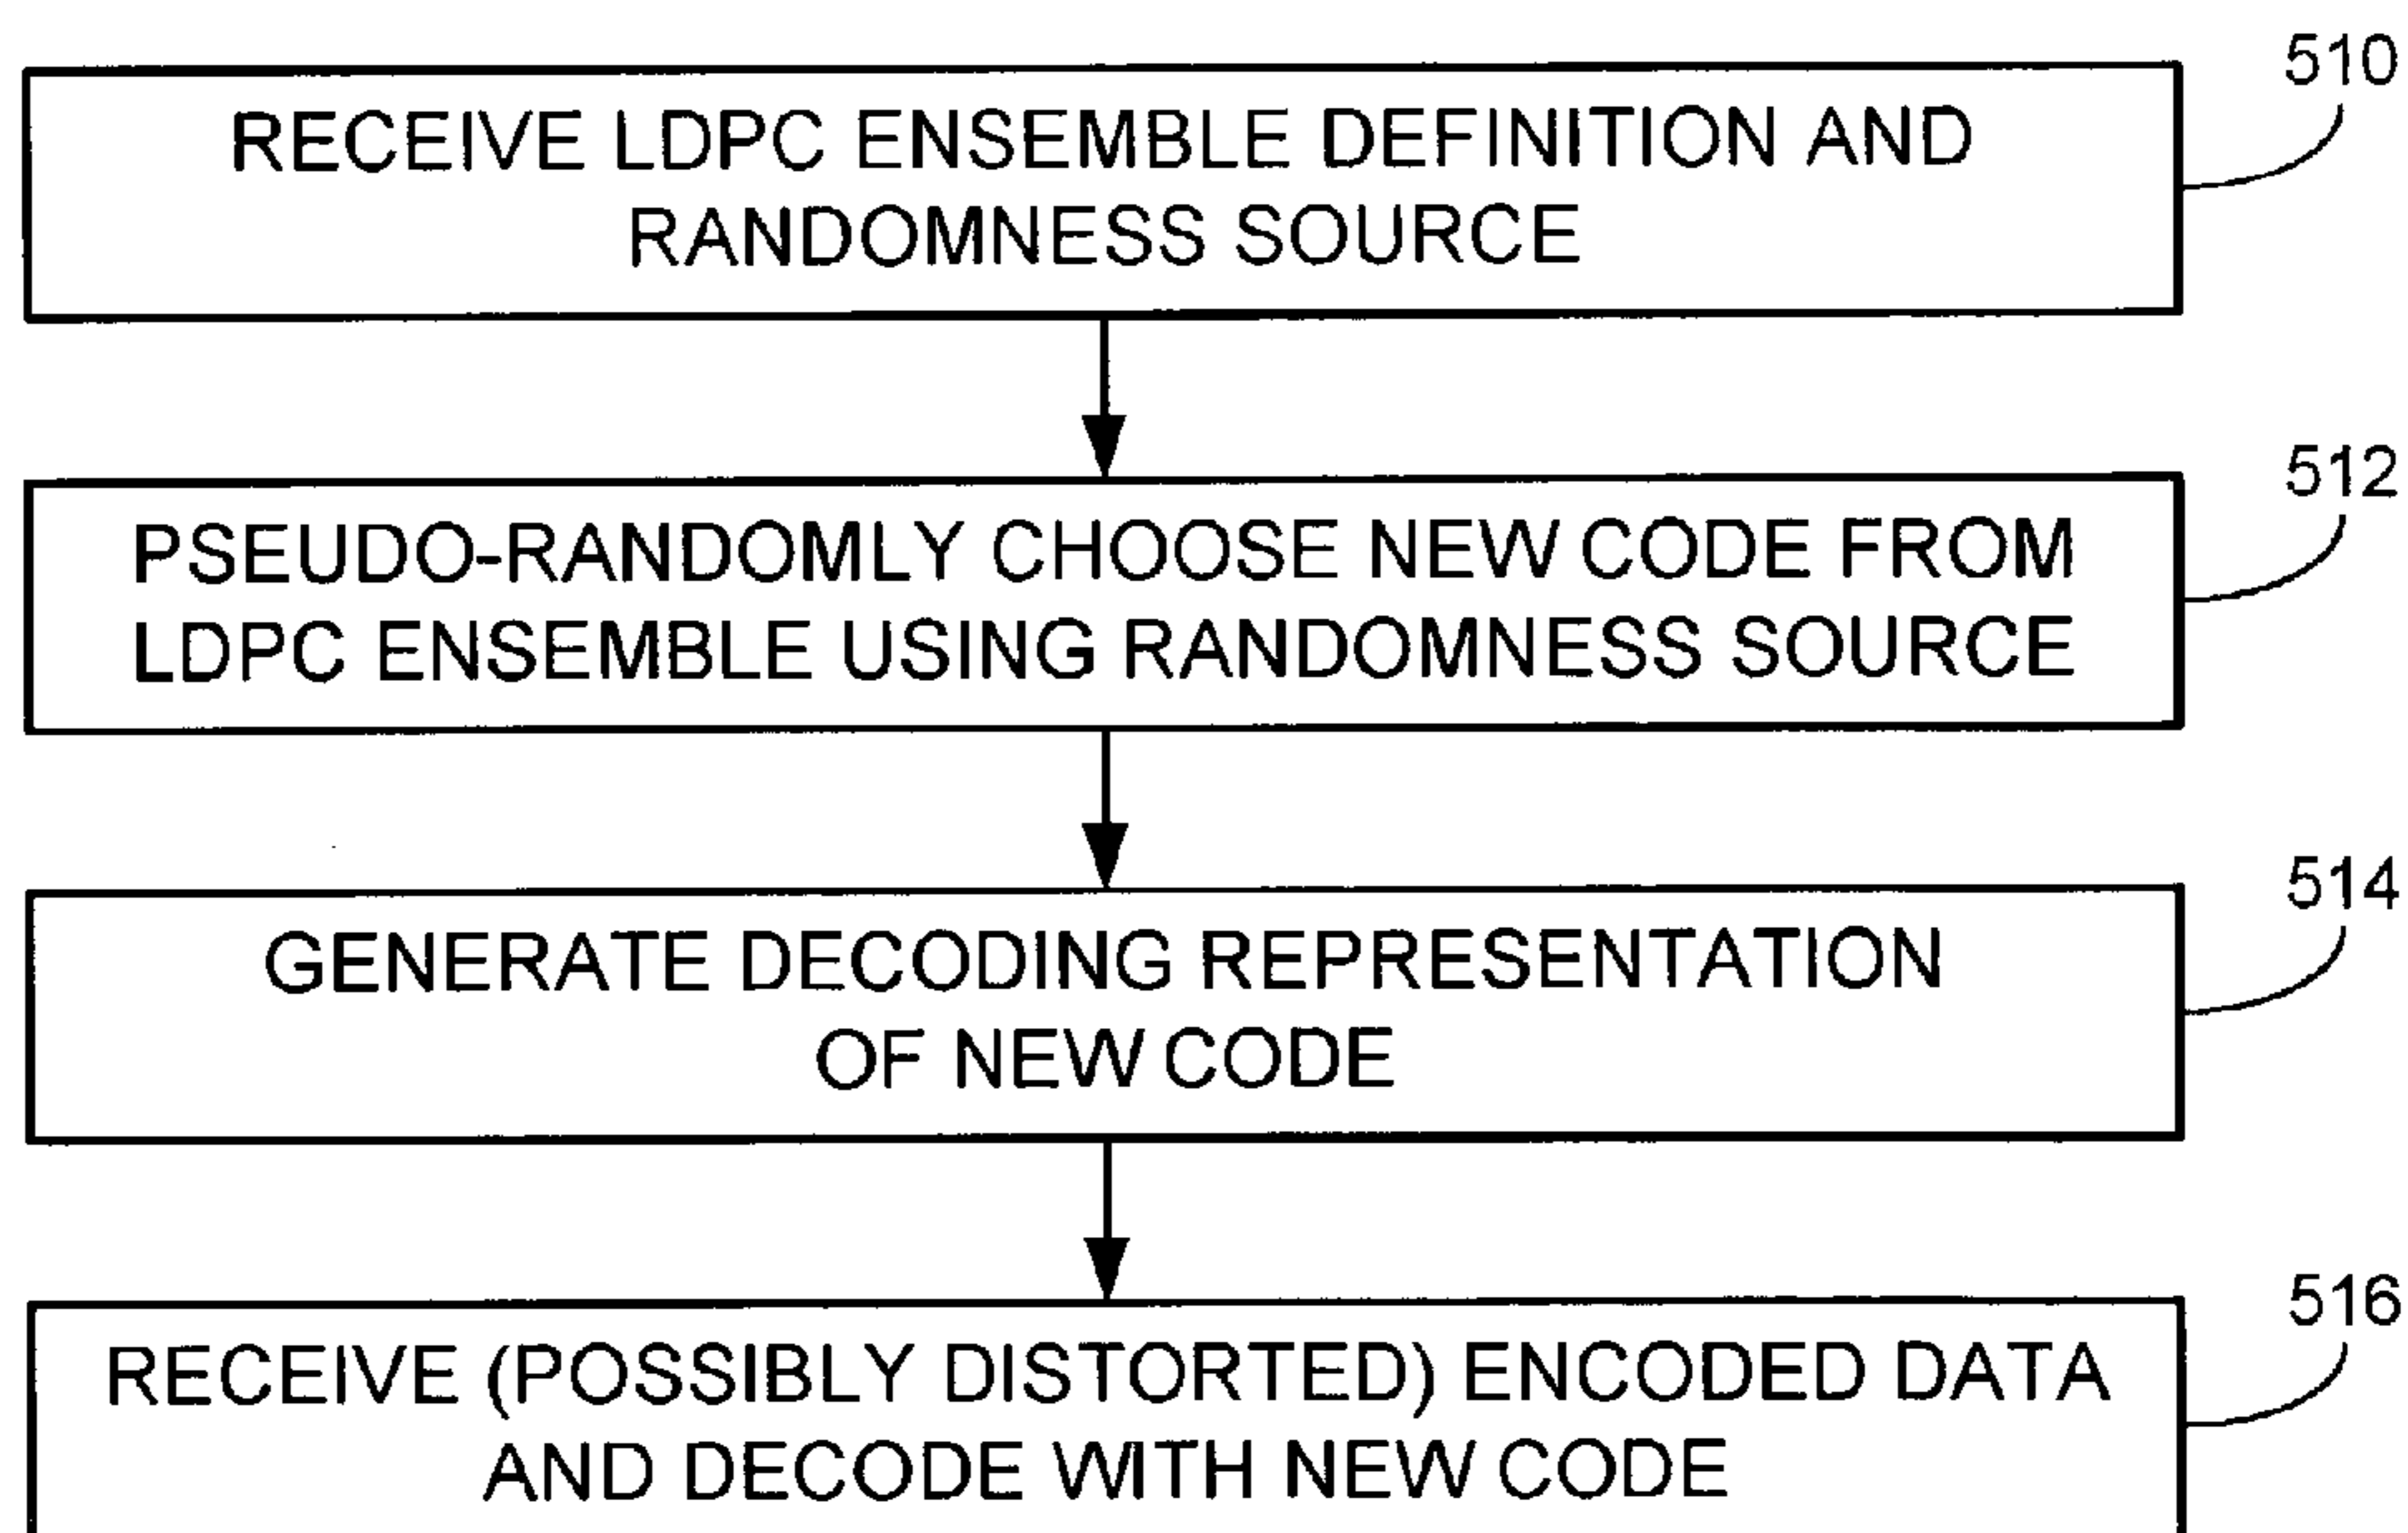 510
RECEIVE LDPC ENSEMBLE DEFINITION AND
RANDOMNESS SOURCE
512
PSEUDO-RANDOMLY CHOOSE NEW CODE FROM
LDPC ENSEMBLE USING RANDOMNESS SOURCE
514
GENERATE DECODING REPRESENTATION
OF NEW CODE
516
RECEIVE (POSSIBLY DISTORTED) ENCODED DATA
AND DECODE WITH NEW CODE